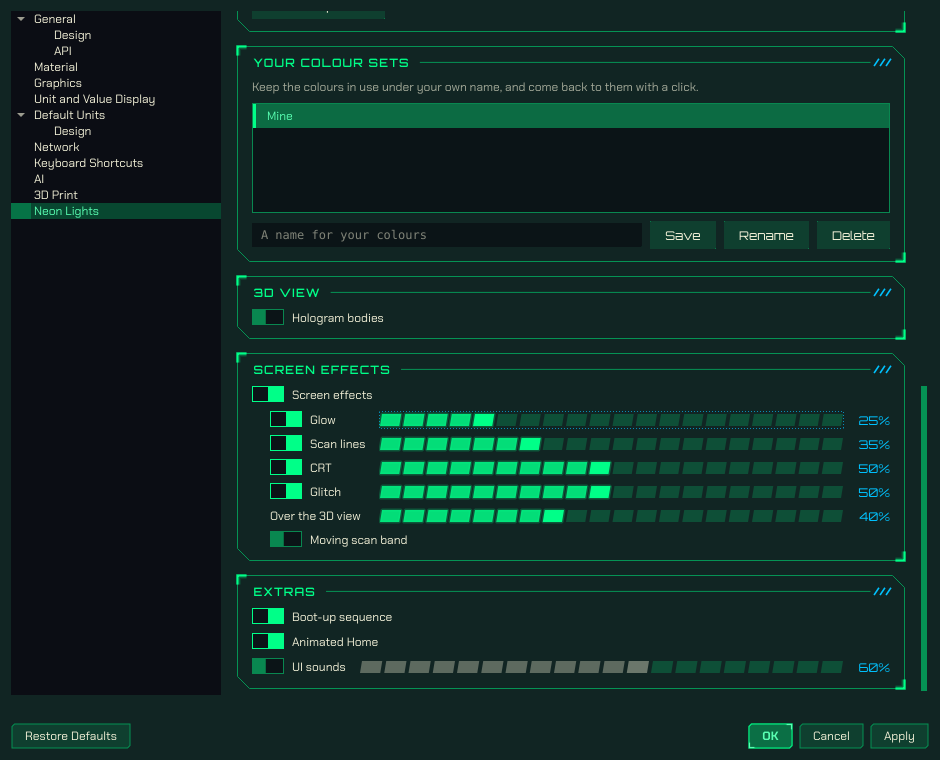 General
Design
API
Material
Graphics
Unit and Value Display
Default Units
Design
Network
Keyboard Shortcuts
AI
3D Print
Neon Lights
YOUR COLOUR SETS
Keep the colours in use under your own name, and come back to them with a click.
Mine
A name for your colours
Save
Rename
Delete
3D VIEW
Hologram bodies
SCREEN EFFECTS
Screen effects
Glow 25%
Scan lines 35%
CRT 50%
Glitch 50%
Over the 3D view 40%
Moving scan band
EXTRAS
Boot-up sequence
Animated Home
UI sounds 60%
Restore Defaults
OK
Cancel
Apply